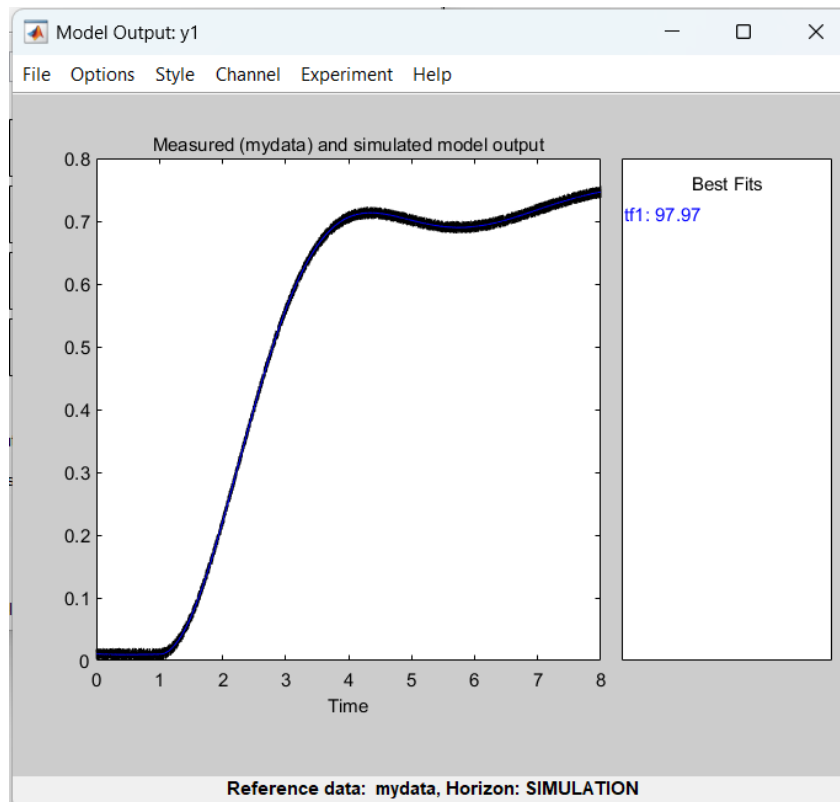 Model Output: y1
File Options Style Channel Experiment Help
Measured (mydata) and simulated model output
0.8
0.7
0.6
0.5
0.4
0.3
0.2
0.1
0
0 1 2 3 4 5 6 7 8
Time
Best Fits
tf1: 97.97
Reference data: mydata, Horizon: SIMULATION